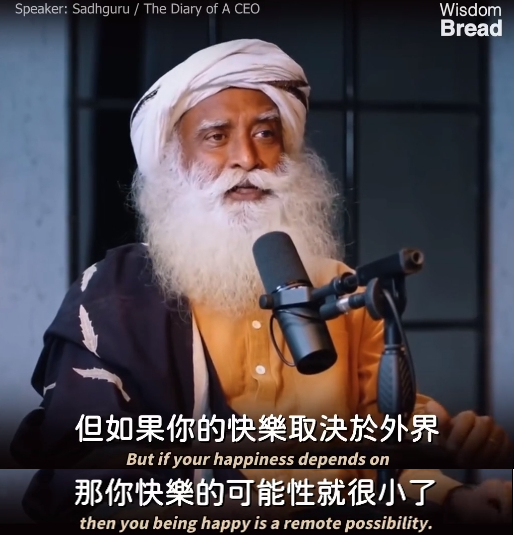 Speaker: Sadhguru / The Diary of A CEO
Wisdom
Bread
但如果你的快樂取決於外界
But if your happiness depends on
那你快樂的可能性就很小了
then you being happy is a remote possibility.